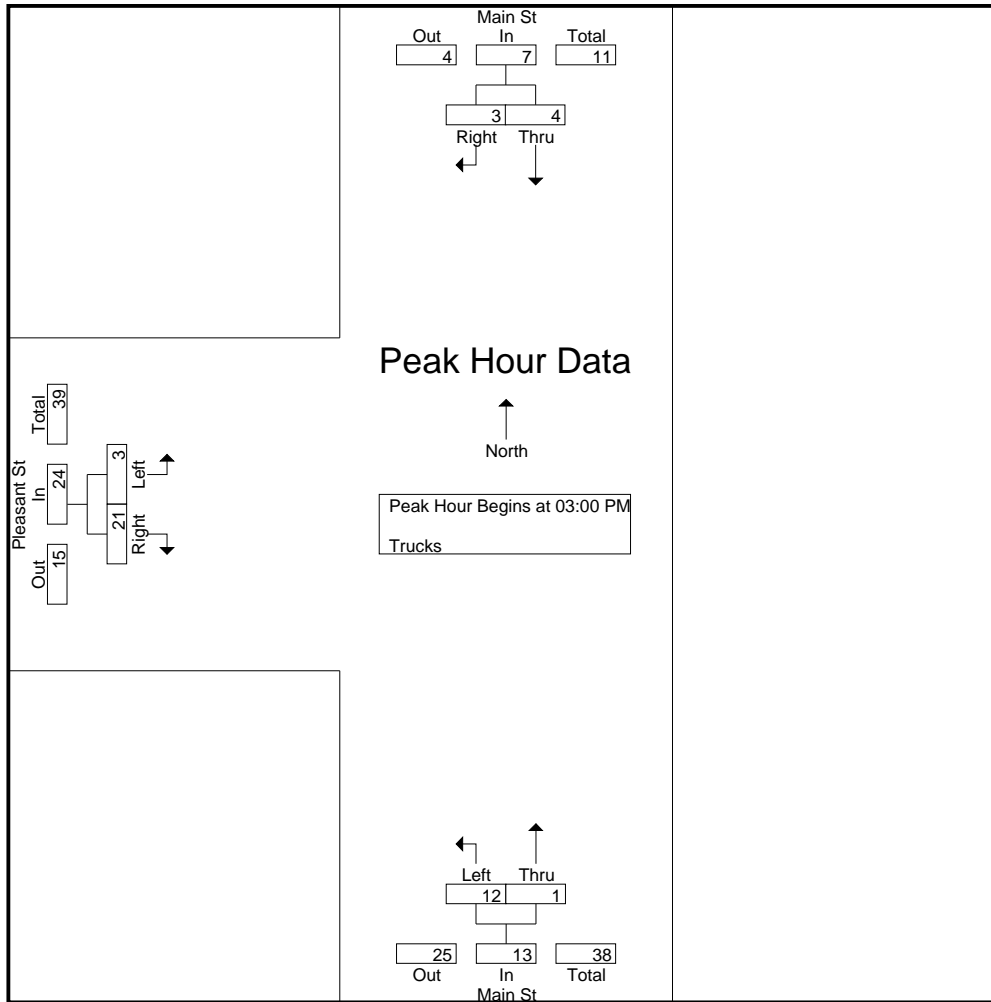 Main St
Out In Total
4 7 11
3 4
Right Thru
Peak Hour Data
North
Peak Hour Begins at 03:00 PM
Trucks
Pleasant St
Out In Total
15 24 39
21 3
Right Left
Left Thru
12 1
25 13 38
Out In Total
Main St